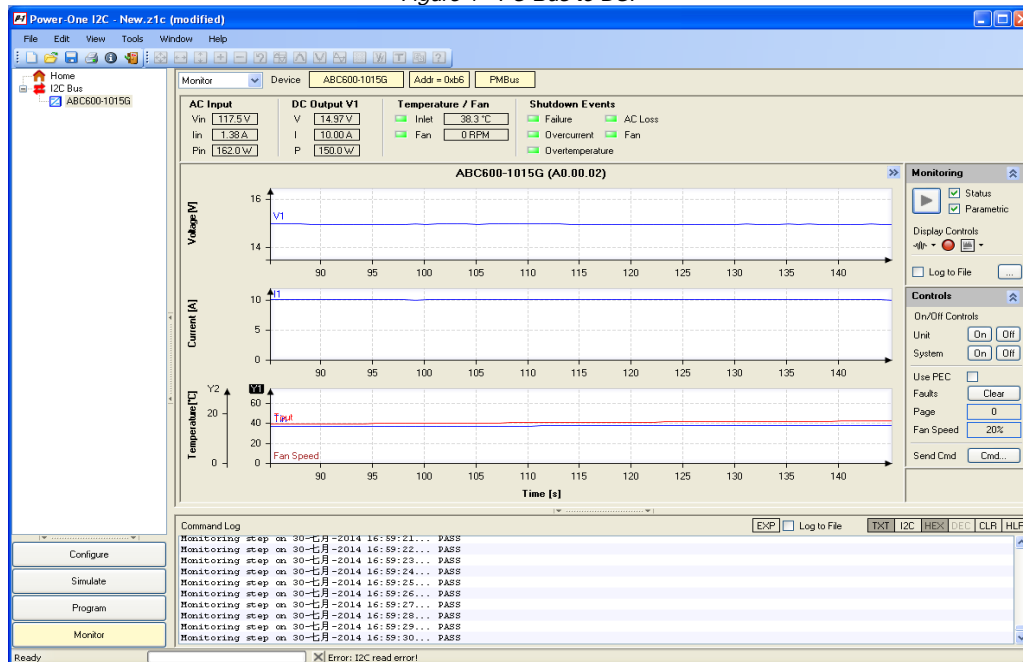 Power-One I2C - New.z1c (modified)
File Edit View Tools Window Help
Home
I2C Bus
ABC600-1015G
Monitor Device ABC600-1015G Addr = 0xb6 PMBus
AC Input DC Output V1 Temperature / Fan Shutdown Events
Vin 117.5 V V 14.97 V Inlet 38.3 °C Failure AC Loss
Iin 1.38 A I 10.00 A Fan 0 RPM Overcurrent Fan
Pin 162.0 W P 150.0 W Overtemperature
ABC600-1015G (A0.00.02)
Voltage [V]
16
V1
14
90 95 100 105 110 115 120 125 130 135 140
Current [A]
10 I1
5
0
90 95 100 105 110 115 120 125 130 135 140
Temperature [°C]
Y2 Y1
60
20 40
20
0 0 Fan Speed
90 95 100 105 110 115 120 125 130 135 140
Time [s]
Monitoring
Status
Parametric
Display Controls
Log to File ...
Controls
On/Off Controls
Unit On Off
System On Off
Use PEC
Faults Clear
Page 0
Fan Speed 20%
Send Cmd Cmd...
Command Log EXP Log to File TXT I2C HEX DEC CLR HLF
Monitoring step on 30-七月-2014 16:59:21... PASS
Monitoring step on 30-七月-2014 16:59:22... PASS
Monitoring step on 30-七月-2014 16:59:23... PASS
Monitoring step on 30-七月-2014 16:59:24... PASS
Monitoring step on 30-七月-2014 16:59:25... PASS
Monitoring step on 30-七月-2014 16:59:26... PASS
Monitoring step on 30-七月-2014 16:59:27... PASS
Monitoring step on 30-七月-2014 16:59:28... PASS
Monitoring step on 30-七月-2014 16:59:29... PASS
Monitoring step on 30-七月-2014 16:59:30... PASS
Configure
Simulate
Program
Monitor
Ready Error: I2C read error!